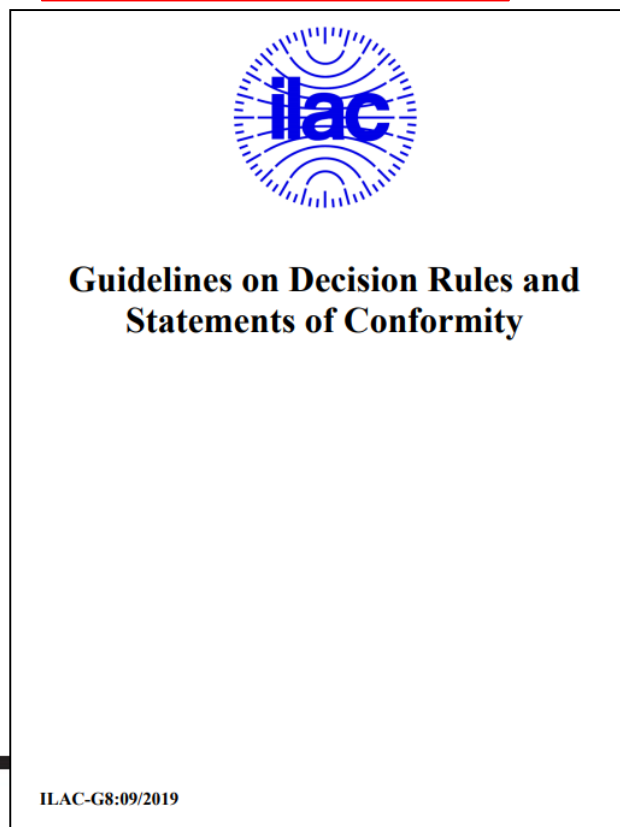 ilac
Guidelines on Decision Rules and
Statements of Conformity
ILAC-G8:09/2019